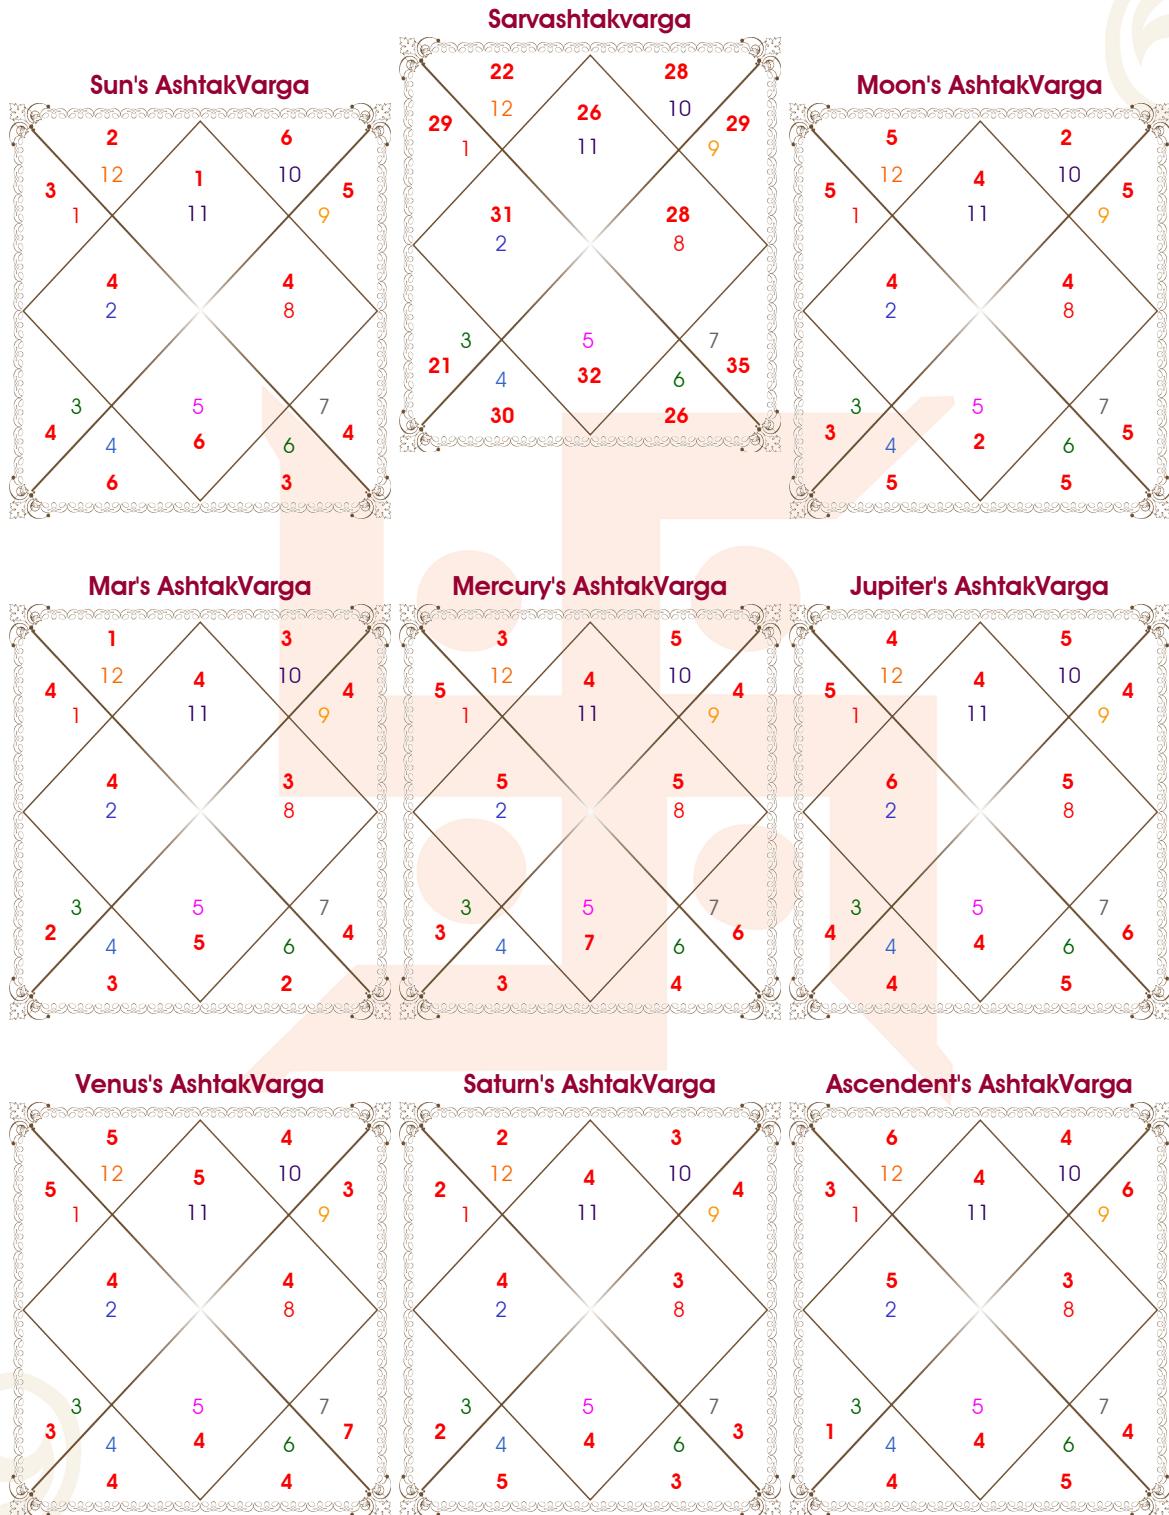 Sarvashtakvarga
22 28
12 26 10
29 29
1 11 9
31 28
2 8
3 5 7
21 32 35
4 6
30 26
Sun's AshtakVarga
2 6
12 1 10
3 5
1 11 9
4 4
2 8
3 5 7
4 6 4
4 6
6 3
Moon's AshtakVarga
5 2
12 4 10
5 5
1 11 9
4 4
2 8
3 5 7
3 2 5
4 6
5 5
Mar's AshtakVarga
1 3
12 4 10
4 4
1 11 9
4 3
2 8
3 5 7
2 5 4
4 6
3 2
Mercury's AshtakVarga
3 5
12 4 10
5 4
1 11 9
5 5
2 8
3 5 7
3 7 6
4 6
3 4
Jupiter's AshtakVarga
4 5
12 4 10
5 4
1 11 9
6 5
2 8
3 5 7
4 4 6
4 6
4 5
Venus's AshtakVarga
5 4
12 5 10
5 3
1 11 9
4 4
2 8
3 5 7
3 4 7
4 6
4 4
Saturn's AshtakVarga
2 3
12 4 10
2 4
1 11 9
4 3
2 8
3 5 7
2 4 3
4 6
5 3
Ascendent's AshtakVarga
6 4
12 4 10
3 6
1 11 9
5 3
2 8
3 5 7
1 4 4
4 6
4 5